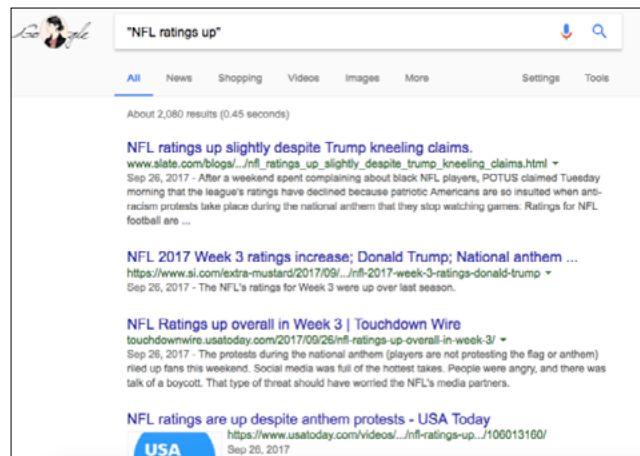 Google
"NFL ratings up"
All News Shopping Videos Images More Settings Tools
About 2,080 results (0.45 seconds)
NFL ratings up slightly despite Trump kneeling claims.
www.slate.com/blogs/.../nfl_ratings_up_slightly_despite_trump_kneeling_claims.html
Sep 26, 2017 - After a weekend spent complaining about black NFL players, POTUS claimed Tuesday
morning that the league's ratings have declined because patriotic Americans are so insulted when anti-
racism protests take place during the national anthem that they stop watching games: Ratings for NFL
football are ...
NFL 2017 Week 3 ratings increase; Donald Trump; National anthem ...
https://www.si.com/extra-mustard/2017/09/.../nfl-2017-week-3-ratings-donald-trump
Sep 26, 2017 - The NFL's ratings for Week 3 were up over last season.
NFL Ratings up overall in Week 3 | Touchdown Wire
touchdownwire.usatoday.com/2017/09/26/nfl-ratings-up-overall-in-week-3/
Sep 26, 2017 - The protests during the national anthem (players are not protesting the flag or anthem)
riled up fans this weekend. Social media was full of the hottest takes. People were angry, and there was
talk of a boycott. That type of threat should have worried the NFL's media partners.
NFL ratings are up despite anthem protests - USA Today
https://www.usatoday.com/videos/.../nfl-ratings-up.../106013160/
USA Sep 26, 2017